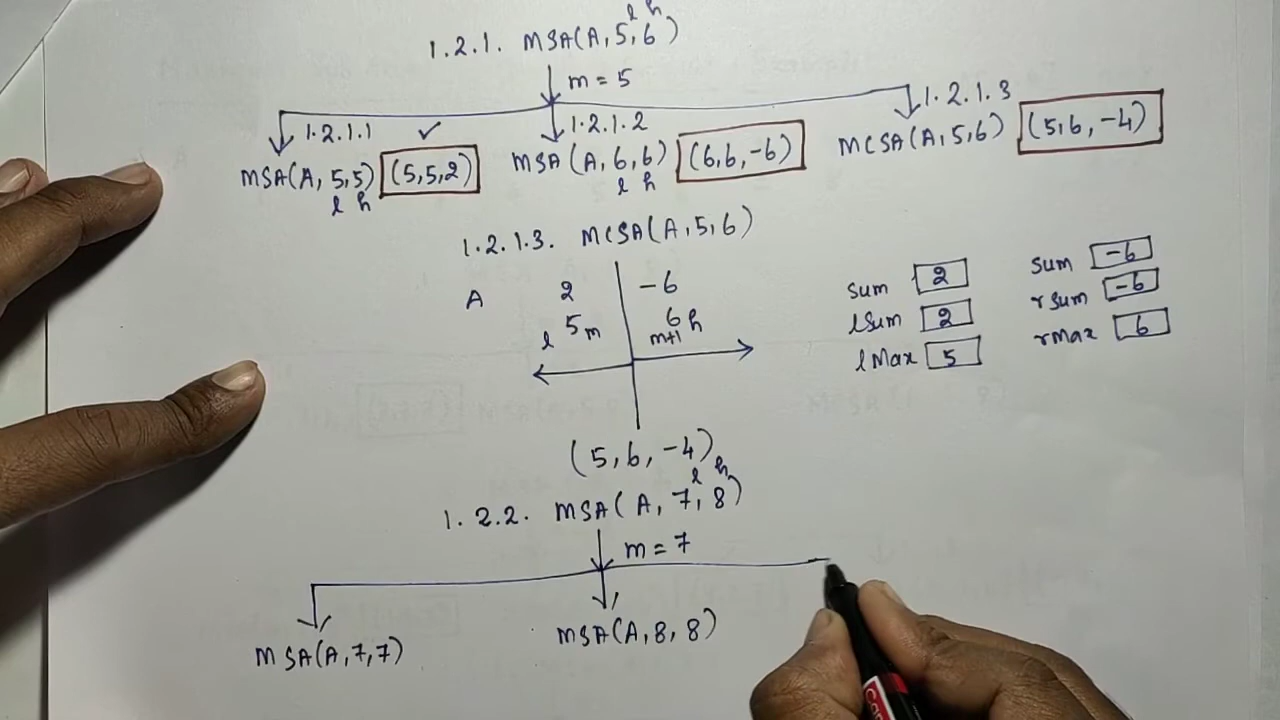 l h
1.2.1. MSA(A,5,6)
m = 5
1.2.1.1 ✓ 1.2.1.2 1.2.1.3
MSA(A, 5,5) (5,5,2) MSA(A,6,6) (6,6,-6) MCSA(A,5,6) (5,6,-4)
l h l h
1.2.1.3. MCSA(A,5,6)
A 2 -6
l 5 m 6 h
m+1
sum 2 sum -6
lsum 2 rsum -6
lMax 5 rMax 6
(5,6,-4)
l h
1.2.2. MSA(A, 7,8)
m = 7
MSA(A,7,7) MSA(A,8,8)